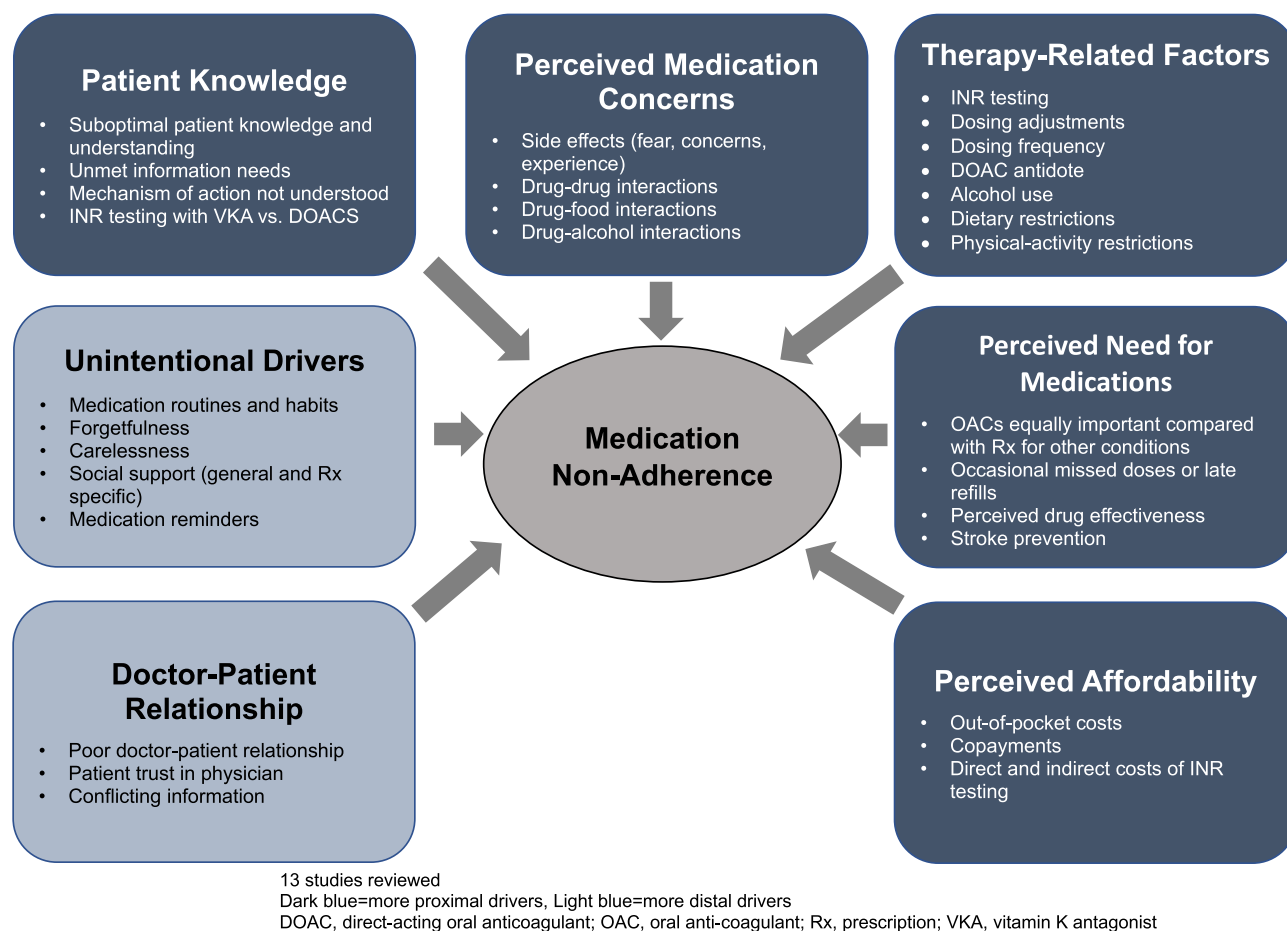 Patient Knowledge
• Suboptimal patient knowledge and
understanding
• Unmet information needs
• Mechanism of action not understood
• INR testing with VKA vs. DOACS
Perceived Medication
Concerns
• Side effects (fear, concerns,
experience)
• Drug-drug interactions
• Drug-food interactions
• Drug-alcohol interactions
Therapy-Related Factors
• INR testing
• Dosing adjustments
• Dosing frequency
• DOAC antidote
• Alcohol use
• Dietary restrictions
• Physical-activity restrictions
Unintentional Drivers
• Medication routines and habits
• Forgetfulness
• Carelessness
• Social support (general and Rx
specific)
• Medication reminders
Medication
Non-Adherence
Perceived Need for
Medications
• OACs equally important compared
with Rx for other conditions
• Occasional missed doses or late
refills
• Perceived drug effectiveness
• Stroke prevention
Doctor-Patient
Relationship
• Poor doctor-patient relationship
• Patient trust in physician
• Conflicting information
Perceived Affordability
• Out-of-pocket costs
• Copayments
• Direct and indirect costs of INR
testing
13 studies reviewed
Dark blue=more proximal drivers, Light blue=more distal drivers
DOAC, direct-acting oral anticoagulant; OAC, oral anti-coagulant; Rx, prescription; VKA, vitamin K antagonist